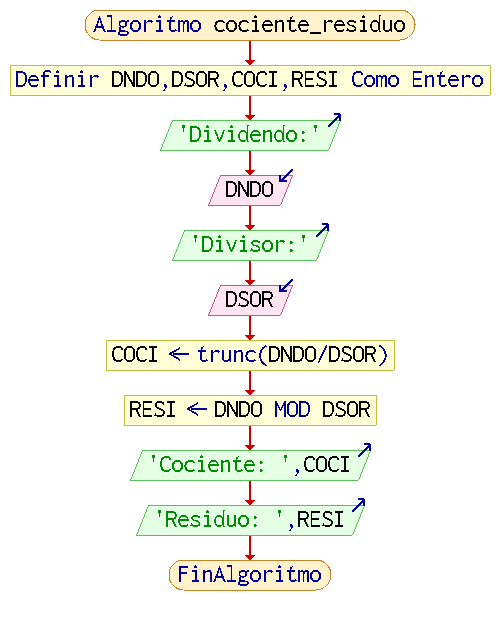 Algoritmo cociente_residuo
Definir DNDO,DSOR,COCI,RESI Como Entero
'Dividendo:'
DNDO
'Divisor:'
DSOR
COCI ← trunc(DNDO/DSOR)
RESI ← DNDO MOD DSOR
'Cociente: ',COCI
'Residuo: ',RESI
FinAlgoritmo